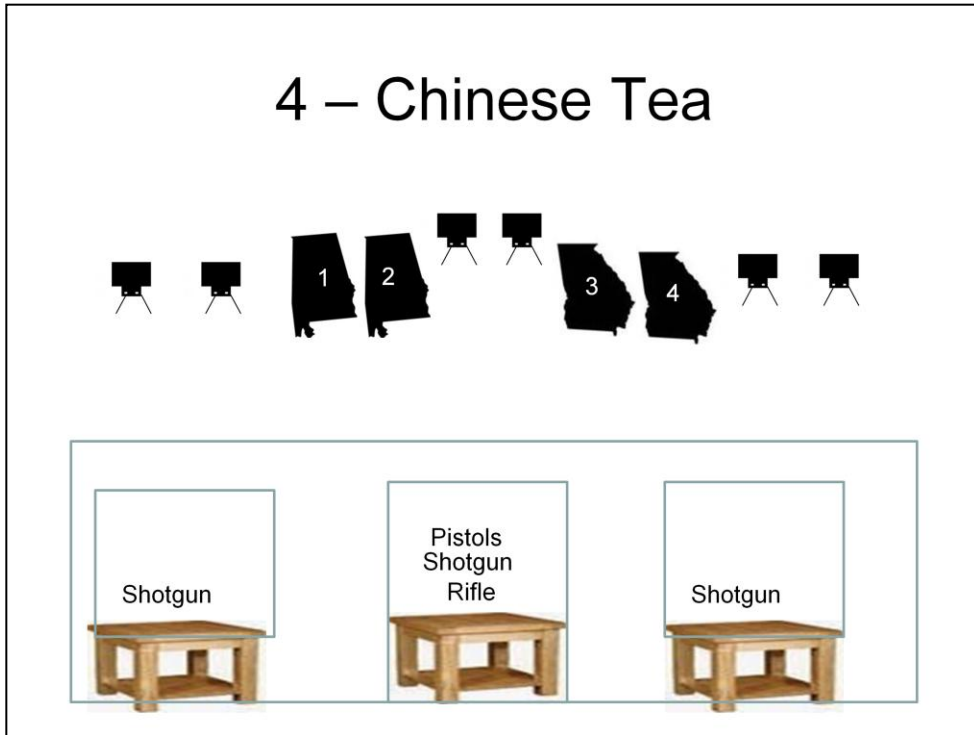 4 – Chinese Tea
1
2
3
4
Shotgun
Pistols
Shotgun
Rifle
Shotgun